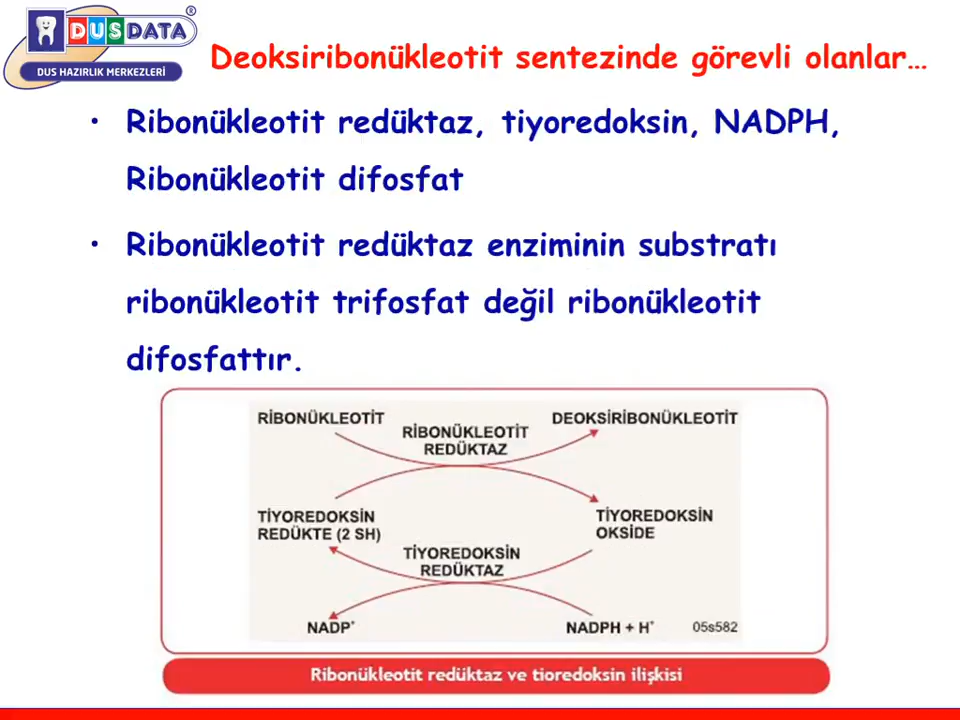 DUSDATA®
DUS HAZIRLIK MERKEZLERİ
Deoksiribonükleotit sentezinde görevli olanlar…
• Ribonükleotit redüktaz, tiyoredoksin, NADPH,
Ribonükleotit difosfat
• Ribonükleotit redüktaz enziminin substratı
ribonükleotit trifosfat değil ribonükleotit
difosfattır.
RİBONÜKLEOTİT
DEOKSİRİBONÜKLEOTİT
RİBONÜKLEOTİT
REDÜKTAZ
TİYOREDOKSİN
REDÜKTE (2 SH)
TİYOREDOKSİN
OKSİDE
TİYOREDOKSİN
REDÜKTAZ
NADP⁺
NADPH + H⁺
05s582
Ribonükleotit redüktaz ve tioredoksin ilişkisi